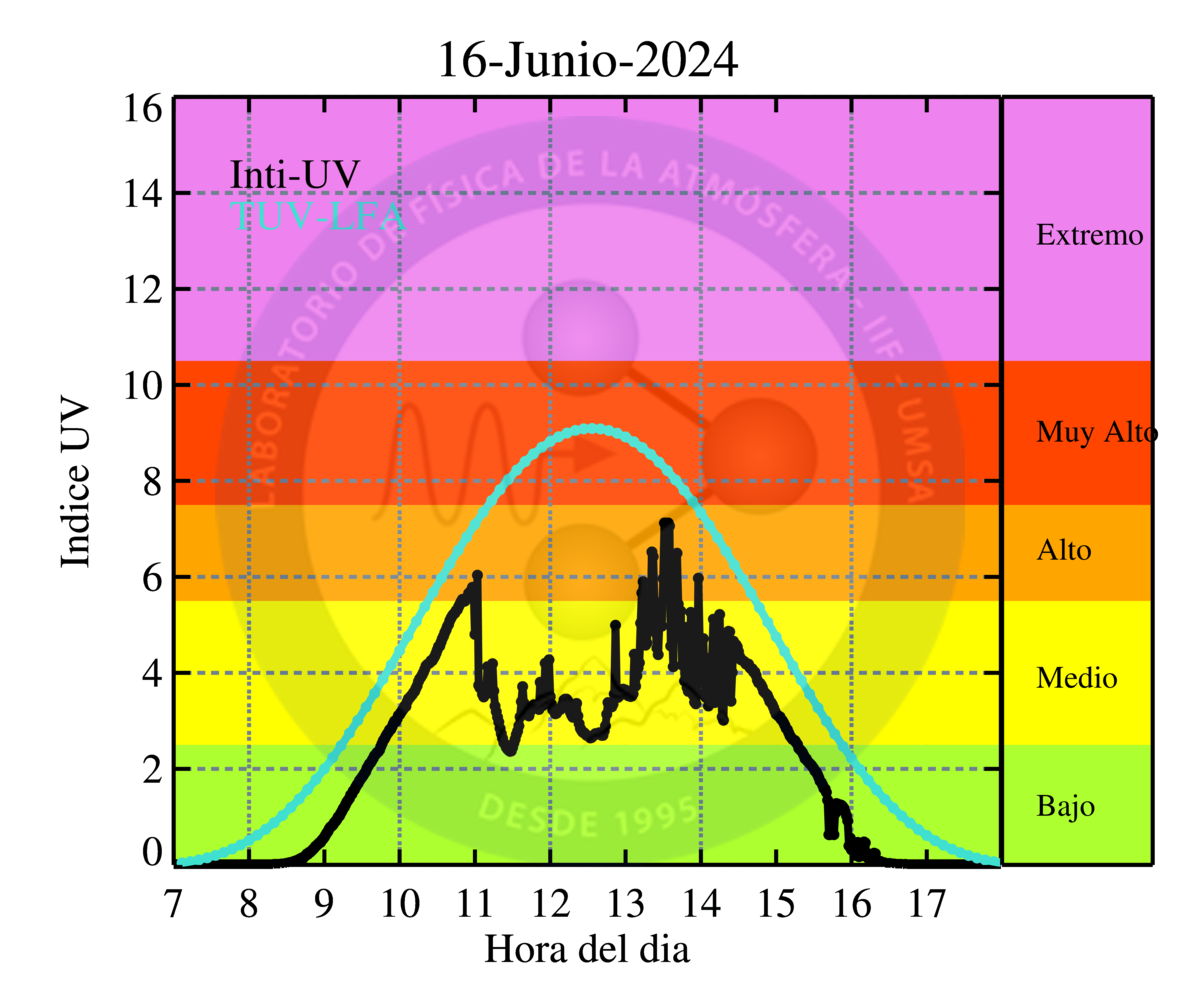 16-Junio-2024
Inti-UV
TUV-LFA
LABORATORIO DE FÍSICA DE LA ATMÓSFERA - IIF - UMSA
DESDE 1995
Indice UV
16
14
12
10
8
6
4
2
0
Extremo
Muy Alto
Alto
Medio
Bajo
7 8 9 10 11 12 13 14 15 16 17
Hora del dia